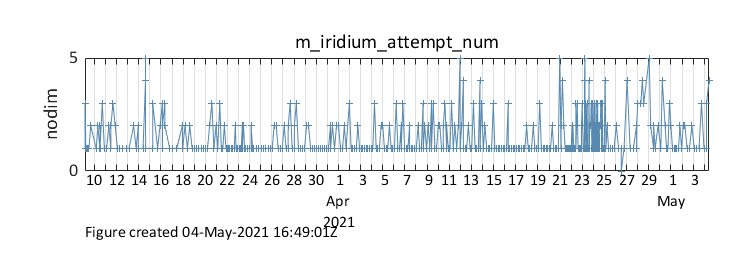 m_iridium_attempt_num
5
nodim
0
10 12 14 16 18 20 22 24 26 28 30 1 3 5 7 9 11 13 15 17 19 21 23 25 27 29 1 3
Apr May
2021
Figure created 04-May-2021 16:49:01Z